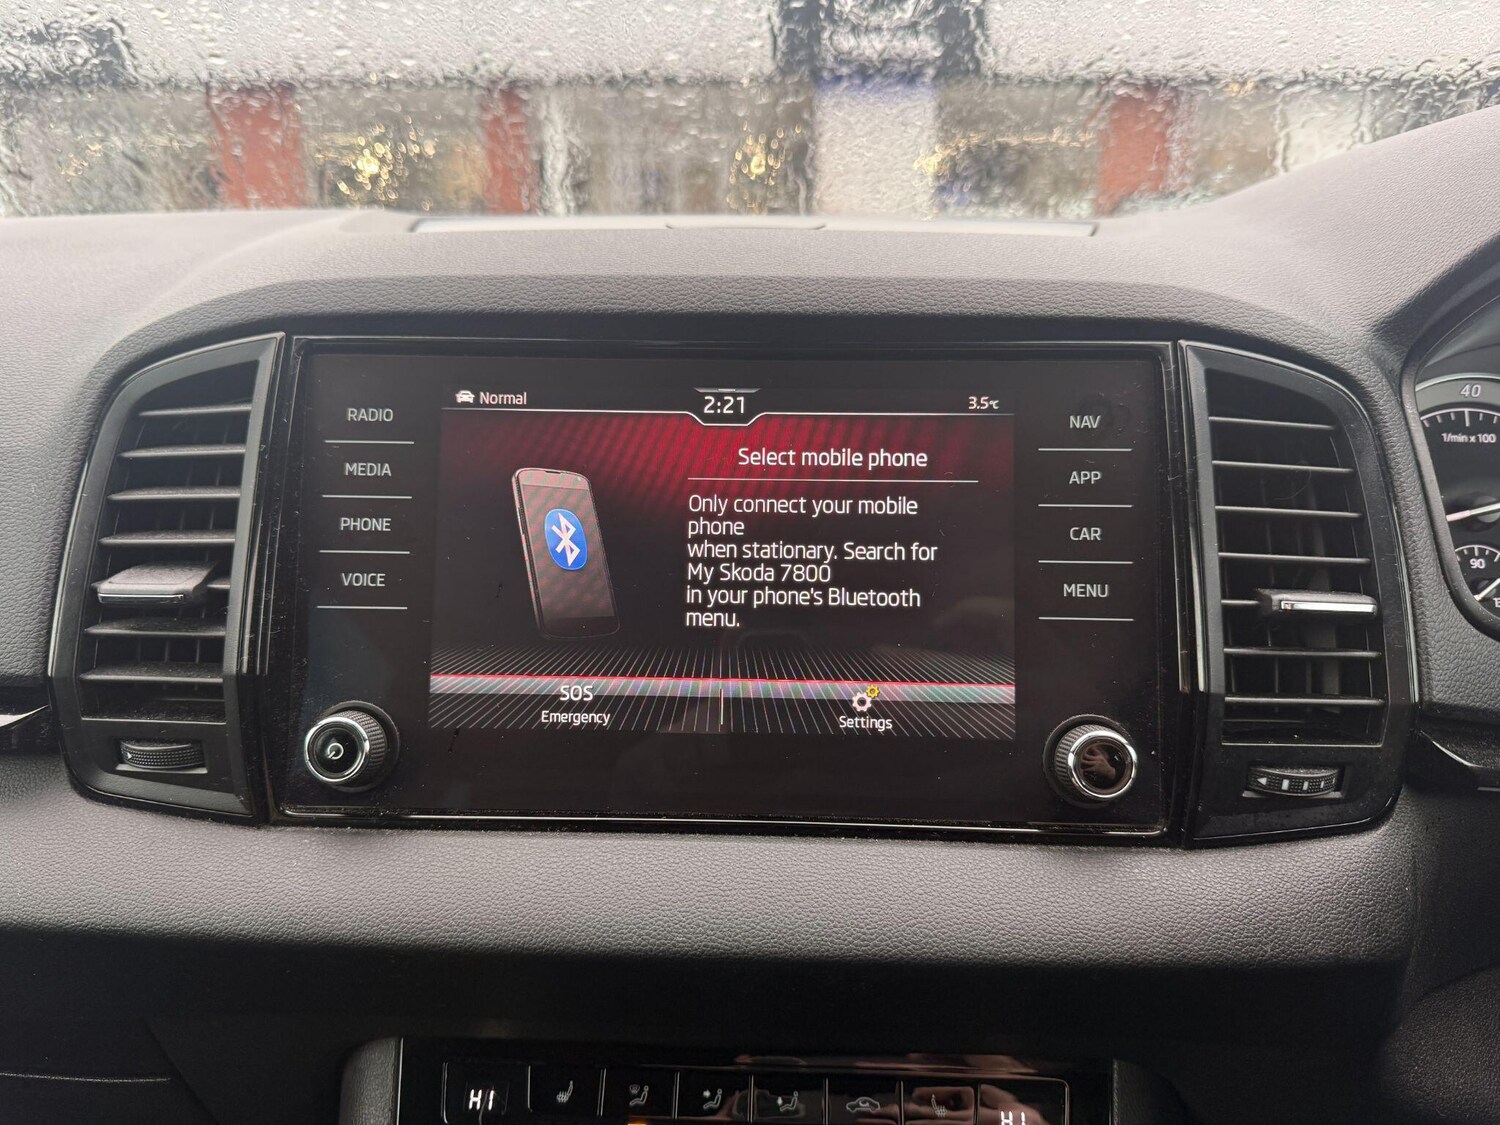 Normal
2:21
3.5℃
RADIO
MEDIA
PHONE
VOICE
Select mobile phone
Only connect your mobile
phone
when stationary. Search for
My Skoda 7800
in your phone's Bluetooth
menu.
SOS
Emergency
Settings
NAV
APP
CAR
MENU
40
1/min x 100
90
HI
HI